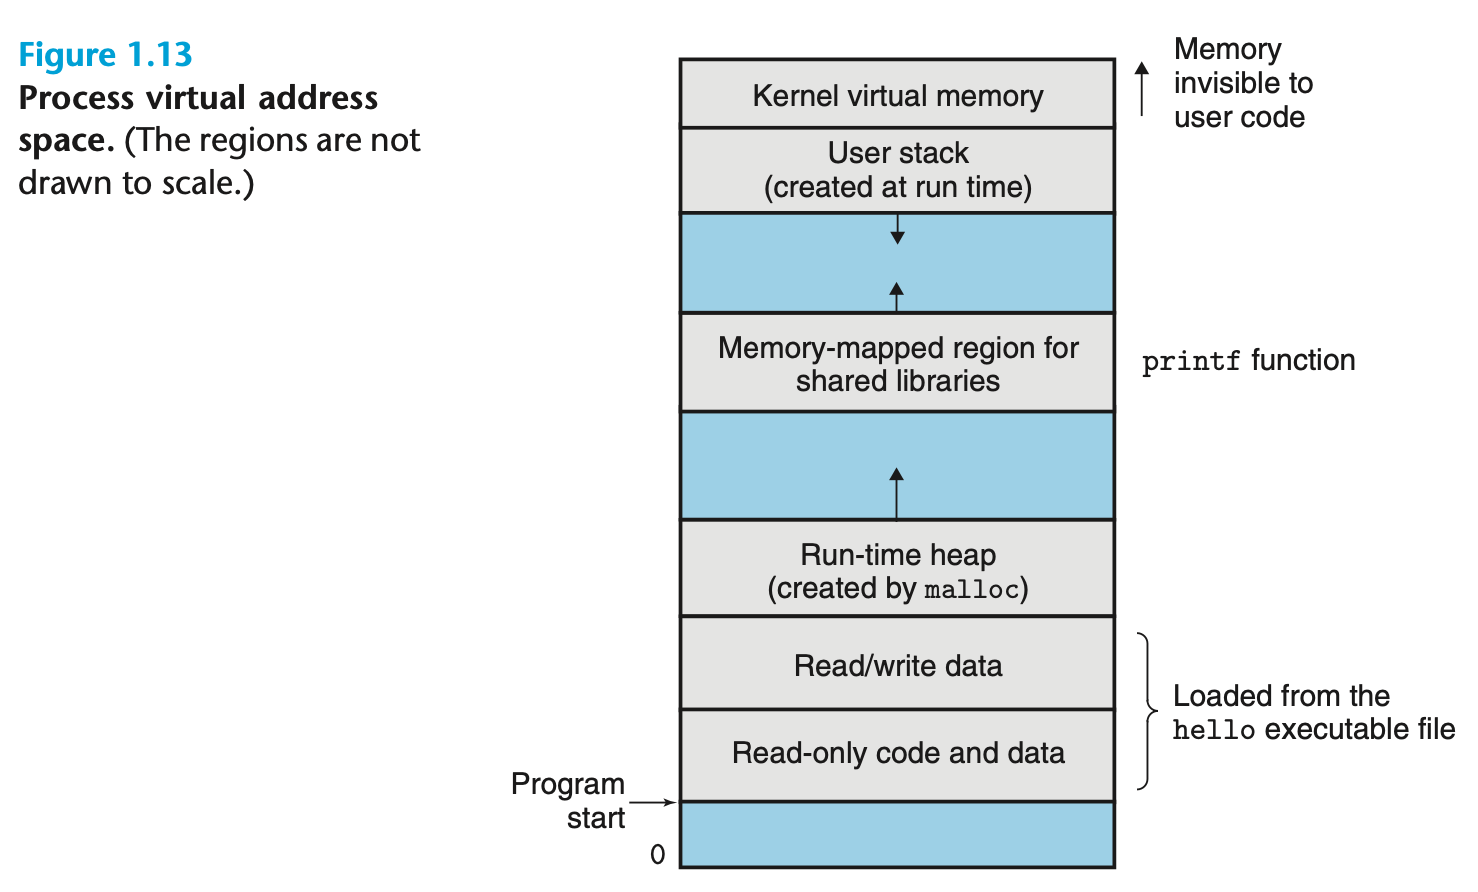 Figure 1.13
Process virtual address
space. (The regions are not
drawn to scale.)
Memory
invisible to
user code
Kernel virtual memory
User stack
(created at run time)
Memory-mapped region for
shared libraries
printf function
Run-time heap
(created by malloc)
Read/write data
Loaded from the
hello executable file
Read-only code and data
Program
start
0